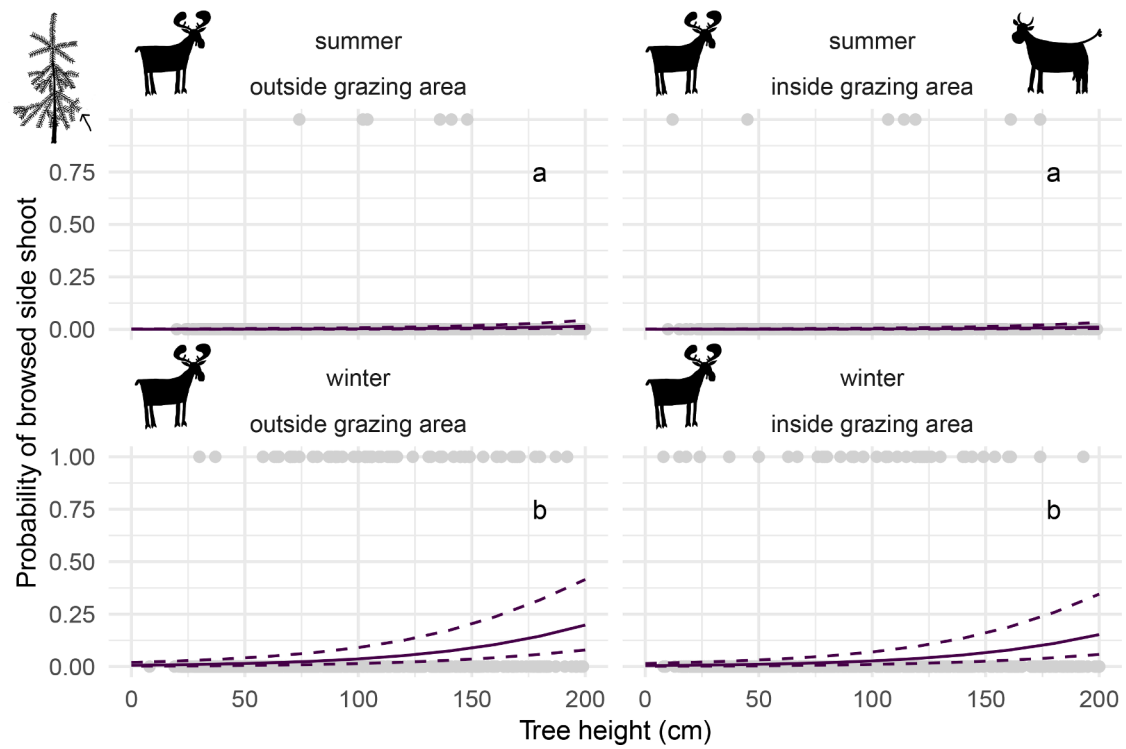 summer
outside grazing area
summer
inside grazing area
Probability of browsed side shoot
0.75
0.50
0.25
0.00
a
a
winter
outside grazing area
winter
inside grazing area
1.00
0.75
0.50
0.25
0.00
b
b
0 50 100 150 200 0 50 100 150 200
Tree height (cm)